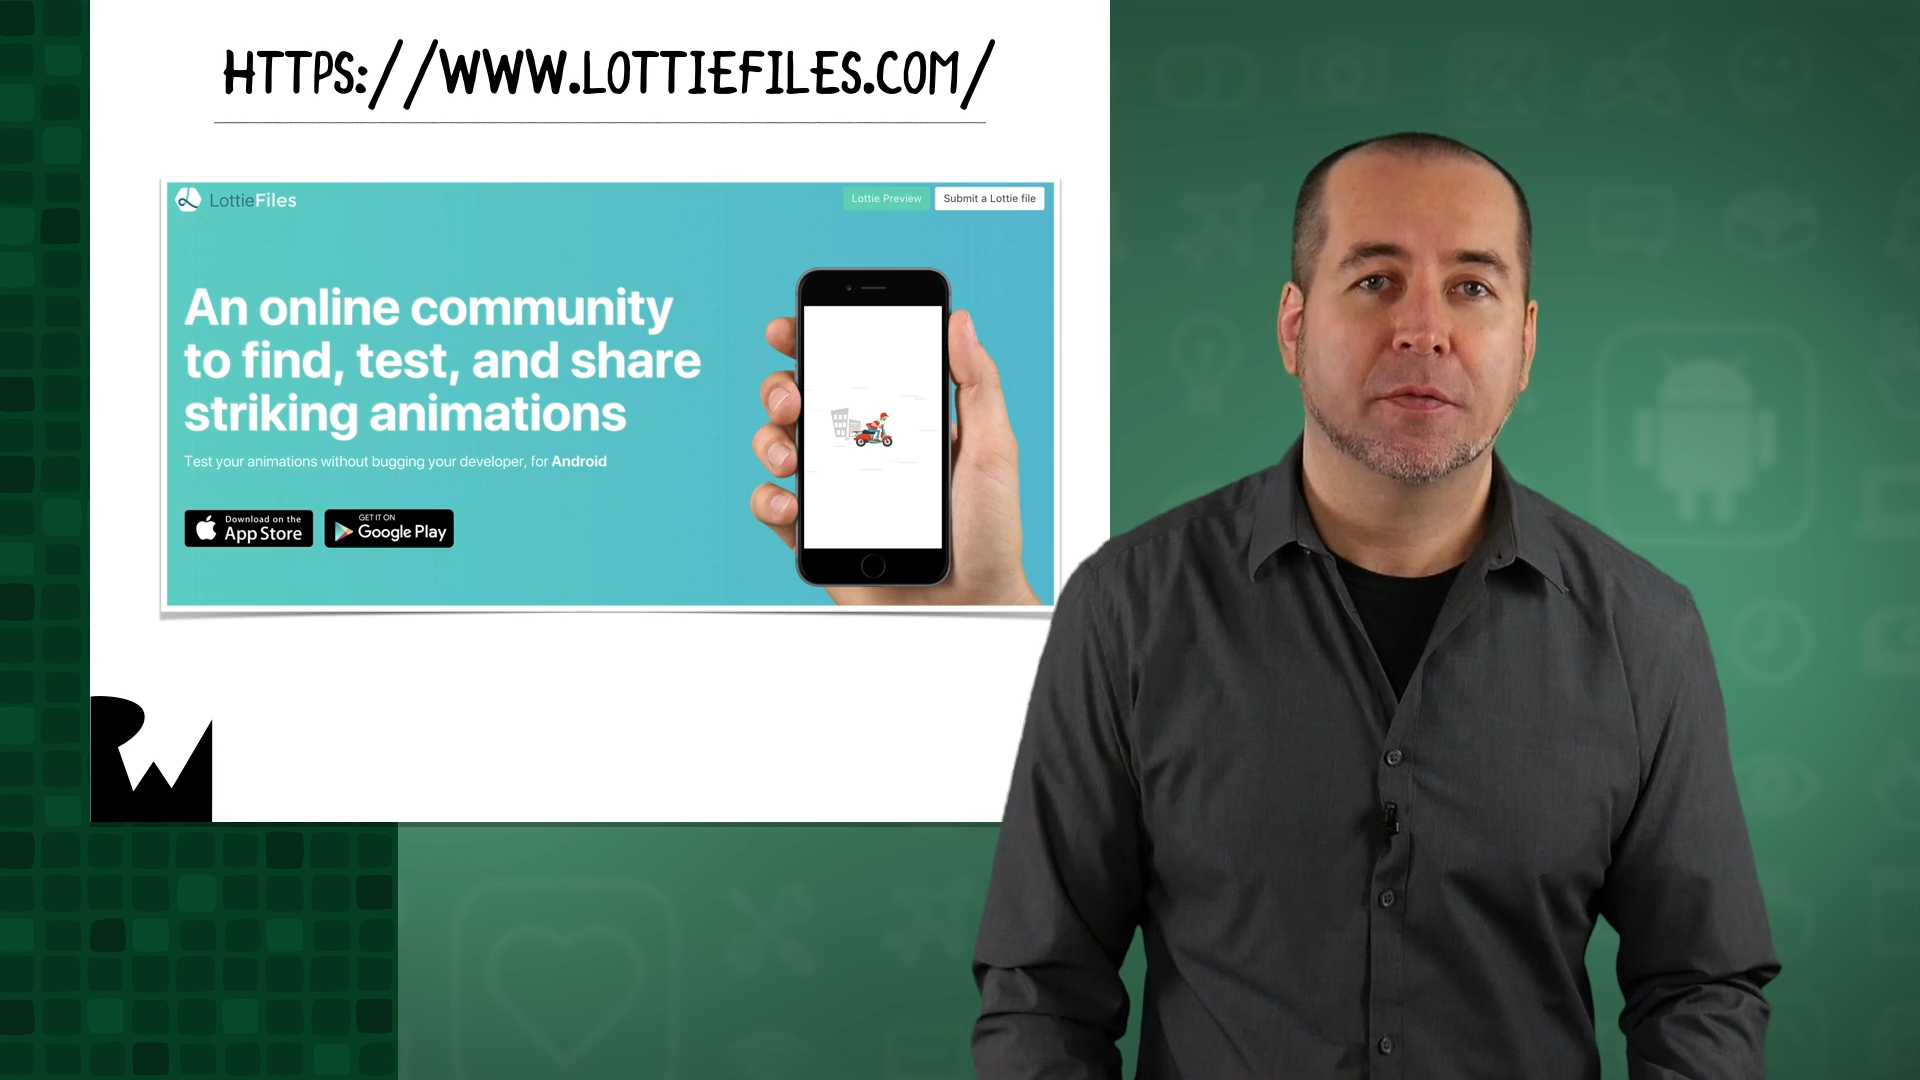 HTTPS://WWW.LOTTIEFILES.COM/
LottieFiles
Lottie Preview
Submit a Lottie file
An online community
to find, test, and share
striking animations
Test your animations without bugging your developer, for Android
Download on the
App Store
GET IT ON
Google Play
RW